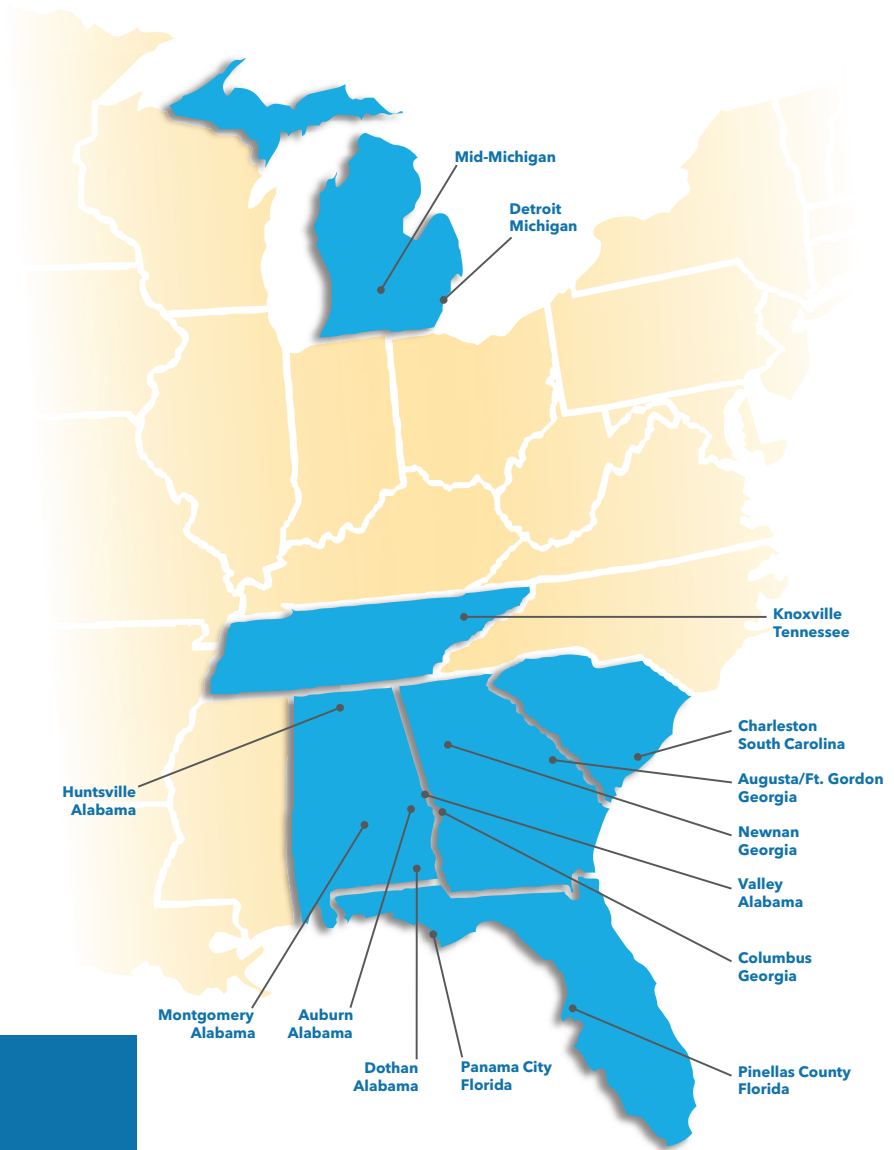 Mid-Michigan
Detroit
Michigan
Knoxville
Tennessee
Charleston
South Carolina
Augusta/Ft. Gordon
Georgia
Huntsville
Alabama
Newnan
Georgia
Valley
Alabama
Columbus
Georgia
Montgomery
Alabama
Auburn
Alabama
Dothan
Alabama
Panama City
Florida
Pinellas County
Florida